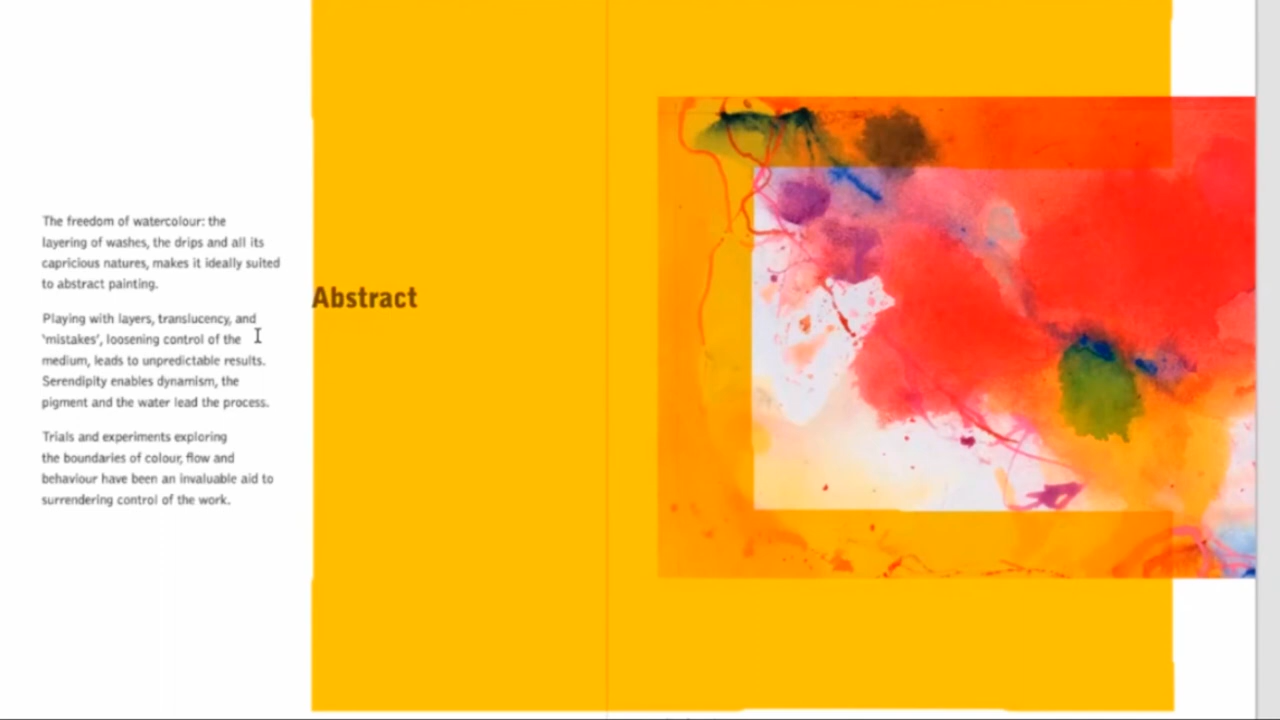 The freedom of watercolour: the
layering of washes, the drips and all its
capricious natures, makes it ideally suited
to abstract painting.
Playing with layers, translucency, and
'mistakes', loosening control of the
medium, leads to unpredictable results.
Serendipity enables dynamism, the
pigment and the water lead the process.
Trials and experiments exploring
the boundaries of colour, flow and
behaviour have been an invaluable aid to
surrendering control of the work.
Abstract